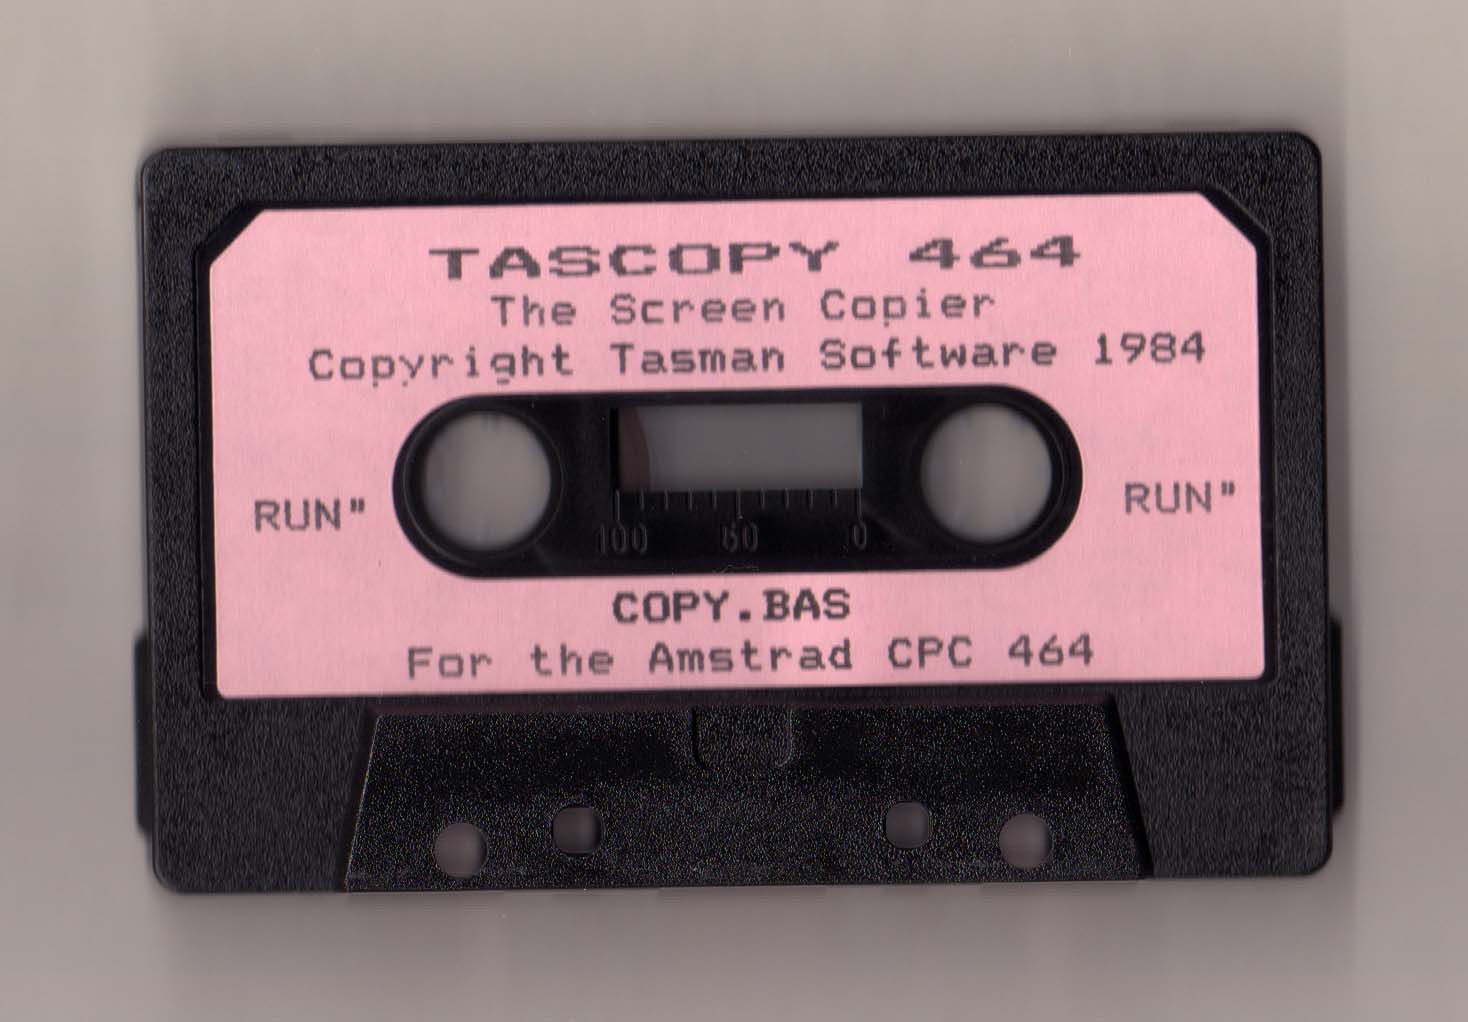 TASCOPY 464
The Screen Copier
Copyright Tasman Software 1984
RUN" RUN"
100 50 0
COPY.BAS
For the Amstrad CPC 464